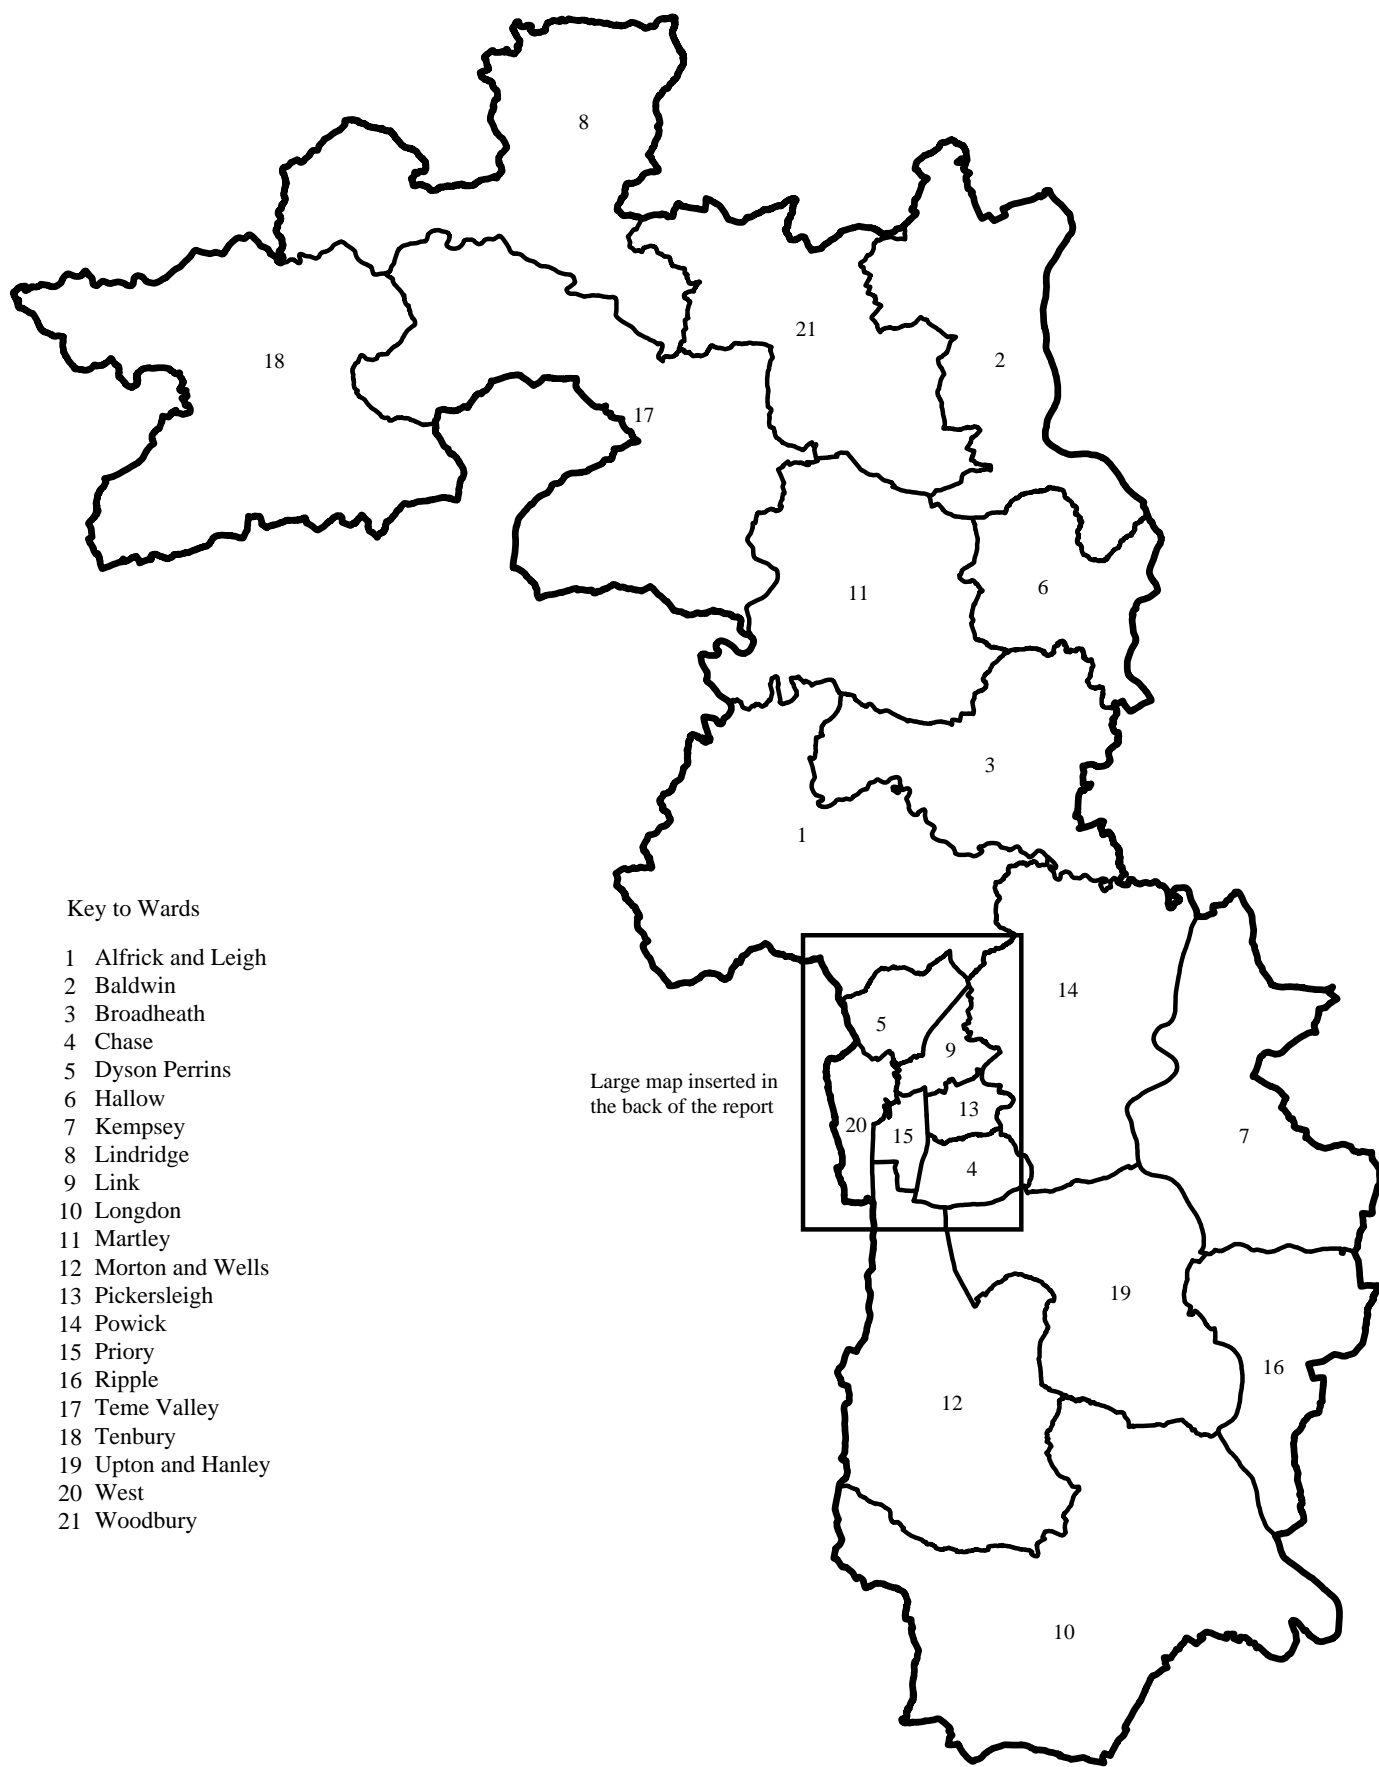 8
21
18
2
17
11
6
3
1
Key to Wards
1 Alfrick and Leigh
2 Baldwin
3 Broadheath
4 Chase
5 Dyson Perrins
6 Hallow
7 Kempsey
8 Lindridge
9 Link
10 Longdon
11 Martley
12 Morton and Wells
13 Pickersleigh
14 Powick
15 Priory
16 Ripple
17 Teme Valley
18 Tenbury
19 Upton and Hanley
20 West
21 Woodbury
Large map inserted in
the back of the report
14
5
9
13
20
15
7
4
19
16
12
10